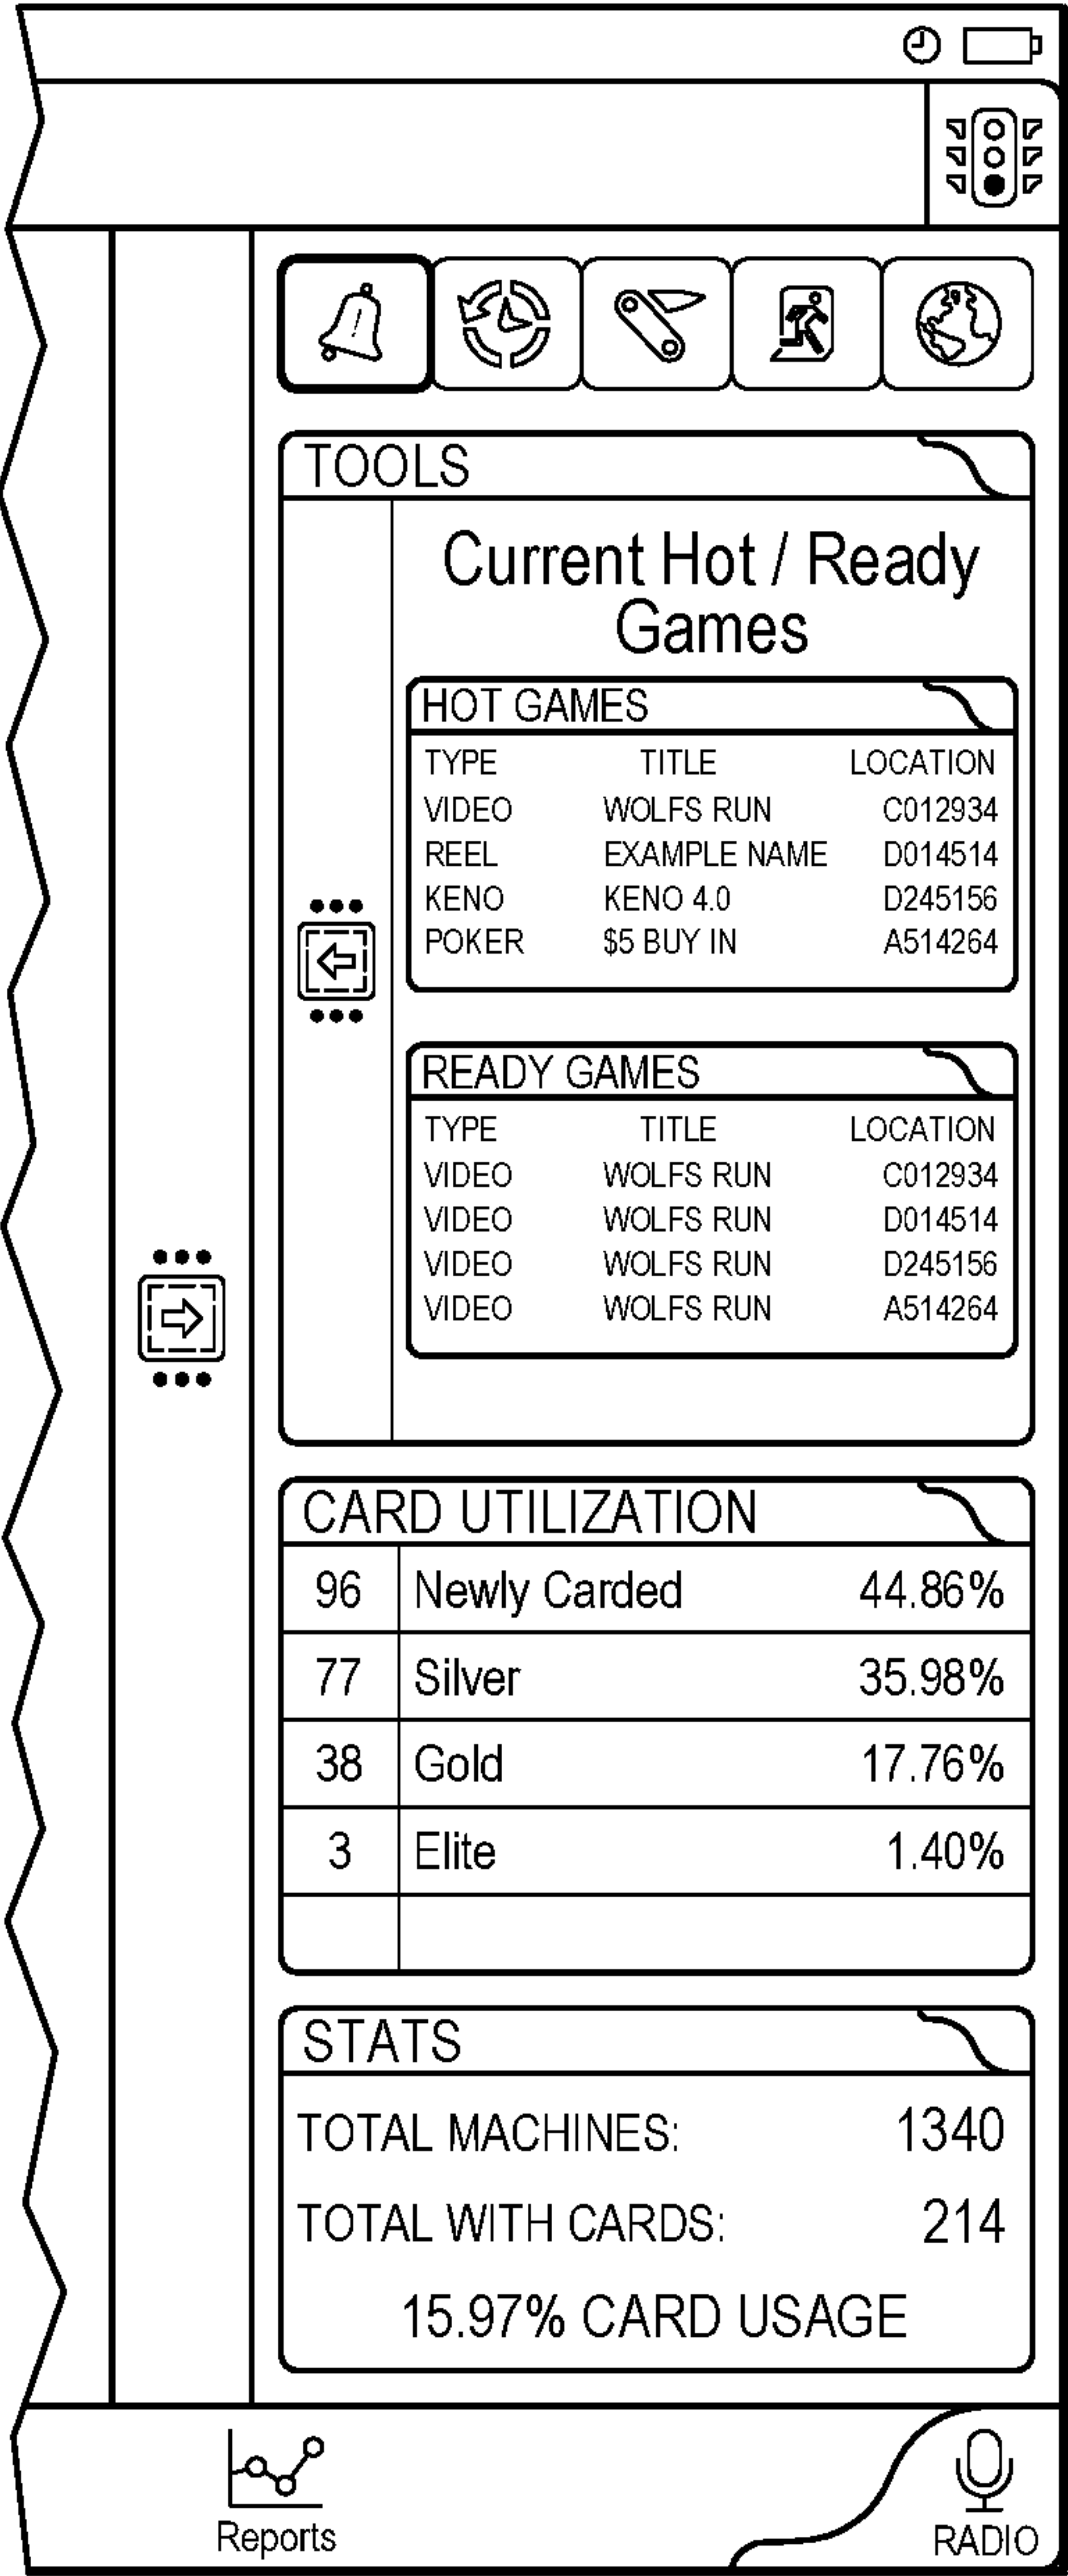 TOOLS
Current Hot / Ready
Games
HOT GAMES
TYPE TITLE LOCATION
VIDEO WOLFS RUN C012934
REEL EXAMPLE NAME D014514
KENO KENO 4.0 D245156
POKER $5 BUY IN A514264
READY GAMES
TYPE TITLE LOCATION
VIDEO WOLFS RUN C012934
VIDEO WOLFS RUN D014514
VIDEO WOLFS RUN D245156
VIDEO WOLFS RUN A514264
CARD UTILIZATION
96 Newly Carded 44.86%
77 Silver 35.98%
38 Gold 17.76%
3 Elite 1.40%
STATS
TOTAL MACHINES: 1340
TOTAL WITH CARDS: 214
15.97% CARD USAGE
Reports
RADIO